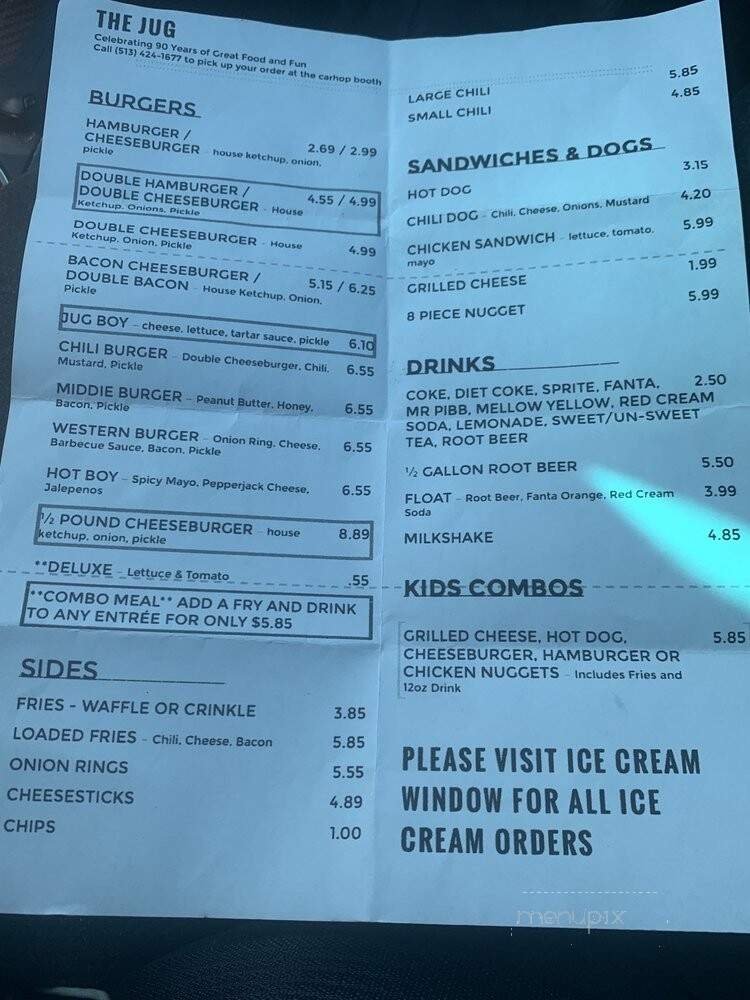 THE JUG
Celebrating 90 Years of Great Food and Fun
Call (513) 424-1677 to pick up your order at the carhop booth
BURGERS
HAMBURGER /
CHEESEBURGER - house ketchup, onion, 2.69 / 2.99
pickle
DOUBLE HAMBURGER /
DOUBLE CHEESEBURGER - House 4.55 / 4.99
Ketchup, Onions, Pickle
DOUBLE CHEESEBURGER - House 4.99
Ketchup, Onion, Pickle
BACON CHEESEBURGER /
DOUBLE BACON - House Ketchup, Onion, 5.15 / 6.25
Pickle
JUG BOY - cheese, lettuce, tartar sauce, pickle 6.10
CHILI BURGER - Double Cheeseburger, Chili, 6.55
Mustard, Pickle
MIDDIE BURGER - Peanut Butter, Honey, 6.55
Bacon, Pickle
WESTERN BURGER - Onion Ring, Cheese, 6.55
Barbecue Sauce, Bacon, Pickle
HOT BOY - Spicy Mayo, Pepperjack Cheese, 6.55
Jalepenos
½ POUND CHEESEBURGER - house 8.89
ketchup, onion, pickle
**DELUXE - Lettuce & Tomato .55
**COMBO MEAL** ADD A FRY AND DRINK
TO ANY ENTRÉE FOR ONLY $5.85
SIDES
FRIES - WAFFLE OR CRINKLE 3.85
LOADED FRIES - Chili, Cheese, Bacon 5.85
ONION RINGS 5.55
CHEESESTICKS 4.89
CHIPS 1.00
LARGE CHILI 5.85
SMALL CHILI 4.85
SANDWICHES & DOGS
HOT DOG 3.15
CHILI DOG - Chili, Cheese, Onions, Mustard 4.20
CHICKEN SANDWICH - lettuce, tomato, 5.99
mayo
GRILLED CHEESE 1.99
8 PIECE NUGGET 5.99
DRINKS
COKE, DIET COKE, SPRITE, FANTA, 2.50
MR PIBB, MELLOW YELLOW, RED CREAM
SODA, LEMONADE, SWEET/UN-SWEET
TEA, ROOT BEER
½ GALLON ROOT BEER 5.50
FLOAT - Root Beer, Fanta Orange, Red Cream 3.99
Soda
MILKSHAKE 4.85
KIDS COMBOS
GRILLED CHEESE, HOT DOG, 5.85
CHEESEBURGER, HAMBURGER OR
CHICKEN NUGGETS - Includes Fries and
12oz Drink
PLEASE VISIT ICE CREAM
WINDOW FOR ALL ICE
CREAM ORDERS
menupix